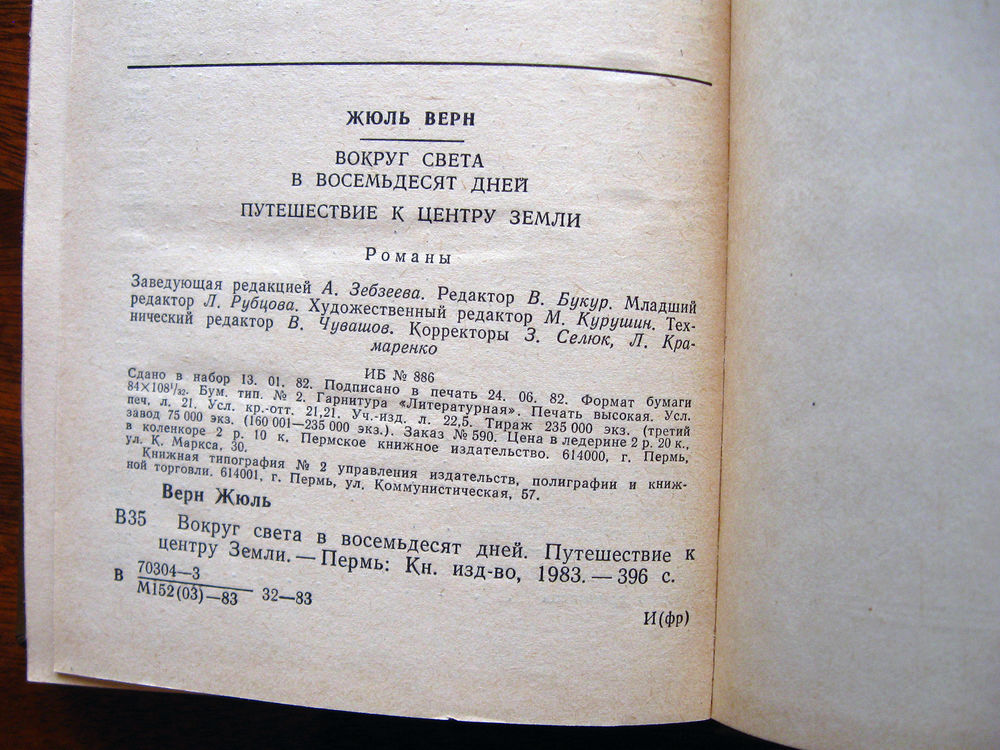 ЖЮЛЬ ВЕРН
ВОКРУГ СВЕТА
В ВОСЕМЬДЕСЯТ ДНЕЙ
ПУТЕШЕСТВИЕ К ЦЕНТРУ ЗЕМЛИ
Романы
Заведующая редакцией А. Зебзеева. Редактор В. Букур. Младший
редактор Л. Рубцова. Художественный редактор М. Курушин. Тех-
нический редактор В. Чувашов. Корректоры З. Селюк, Л. Кра-
маренко
ИБ № 886
Сдано в набор 13. 01. 82. Подписано в печать 24. 06. 82. Формат бумаги
84×108¹/₃₂. Бум. тип. № 2. Гарнитура «Литературная». Печать высокая. Усл.
печ. л. 21. Усл. кр.-отт. 21,21. Уч.-изд. л. 22,5. Тираж 235 000 экз. (третий
завод 75 000 экз. (160 001—235 000 экз.). Заказ № 590. Цена в ледерине 2 р. 20 к.,
в коленкоре 2 р. 10 к. Пермское книжное издательство. 614000, г. Пермь,
ул. К. Маркса, 30.
Книжная типография № 2 управления издательств, полиграфии и книж-
ной торговли. 614001, г. Пермь, ул. Коммунистическая, 57.
Верн Жюль
В35 Вокруг света в восемьдесят дней. Путешествие к
центру Земли. — Пермь: Кн. изд-во, 1983. — 396 с.
В 70304—3
М152(03)—83 32—83
И(фр)